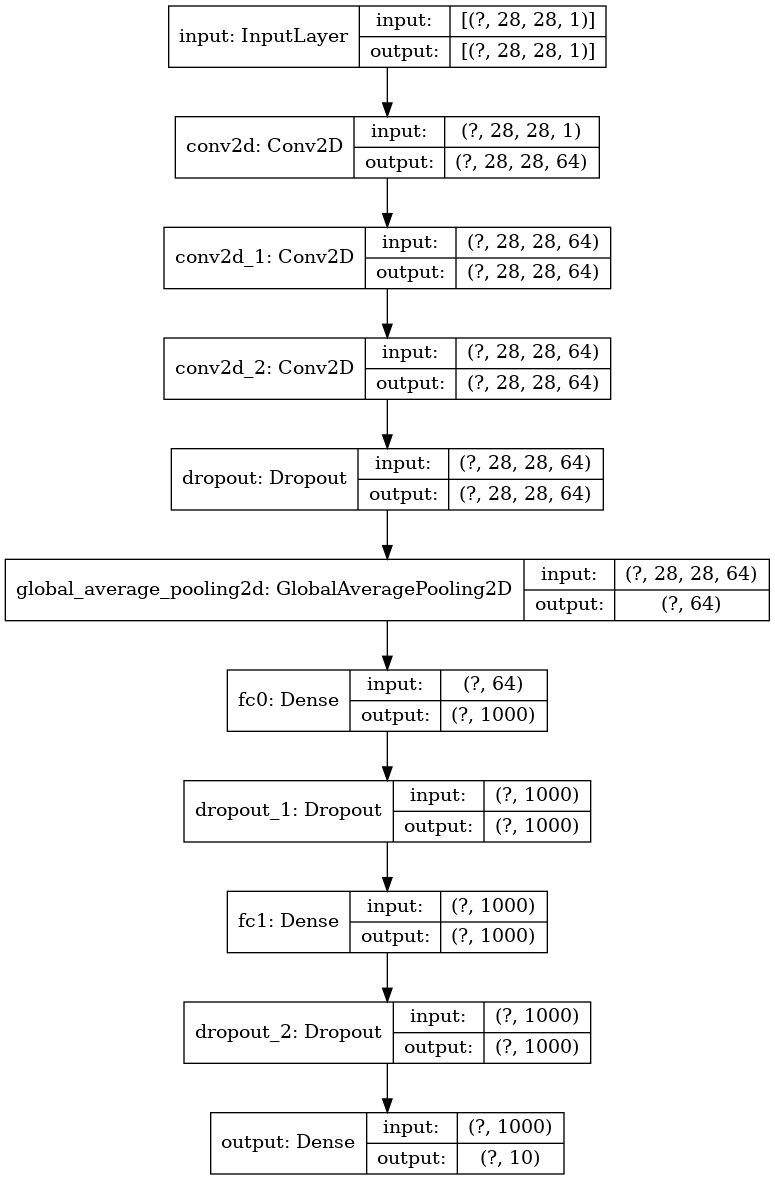 input: InputLayer
input:
[(?, 28, 28, 1)]
output:
[(?, 28, 28, 1)]
conv2d: Conv2D
input:
(?, 28, 28, 1)
output:
(?, 28, 28, 64)
conv2d_1: Conv2D
input:
(?, 28, 28, 64)
output:
(?, 28, 28, 64)
conv2d_2: Conv2D
input:
(?, 28, 28, 64)
output:
(?, 28, 28, 64)
dropout: Dropout
input:
(?, 28, 28, 64)
output:
(?, 28, 28, 64)
global_average_pooling2d: GlobalAveragePooling2D
input:
(?, 28, 28, 64)
output:
(?, 64)
fc0: Dense
input:
(?, 64)
output:
(?, 1000)
dropout_1: Dropout
input:
(?, 1000)
output:
(?, 1000)
fc1: Dense
input:
(?, 1000)
output:
(?, 1000)
dropout_2: Dropout
input:
(?, 1000)
output:
(?, 1000)
output: Dense
input:
(?, 1000)
output:
(?, 10)